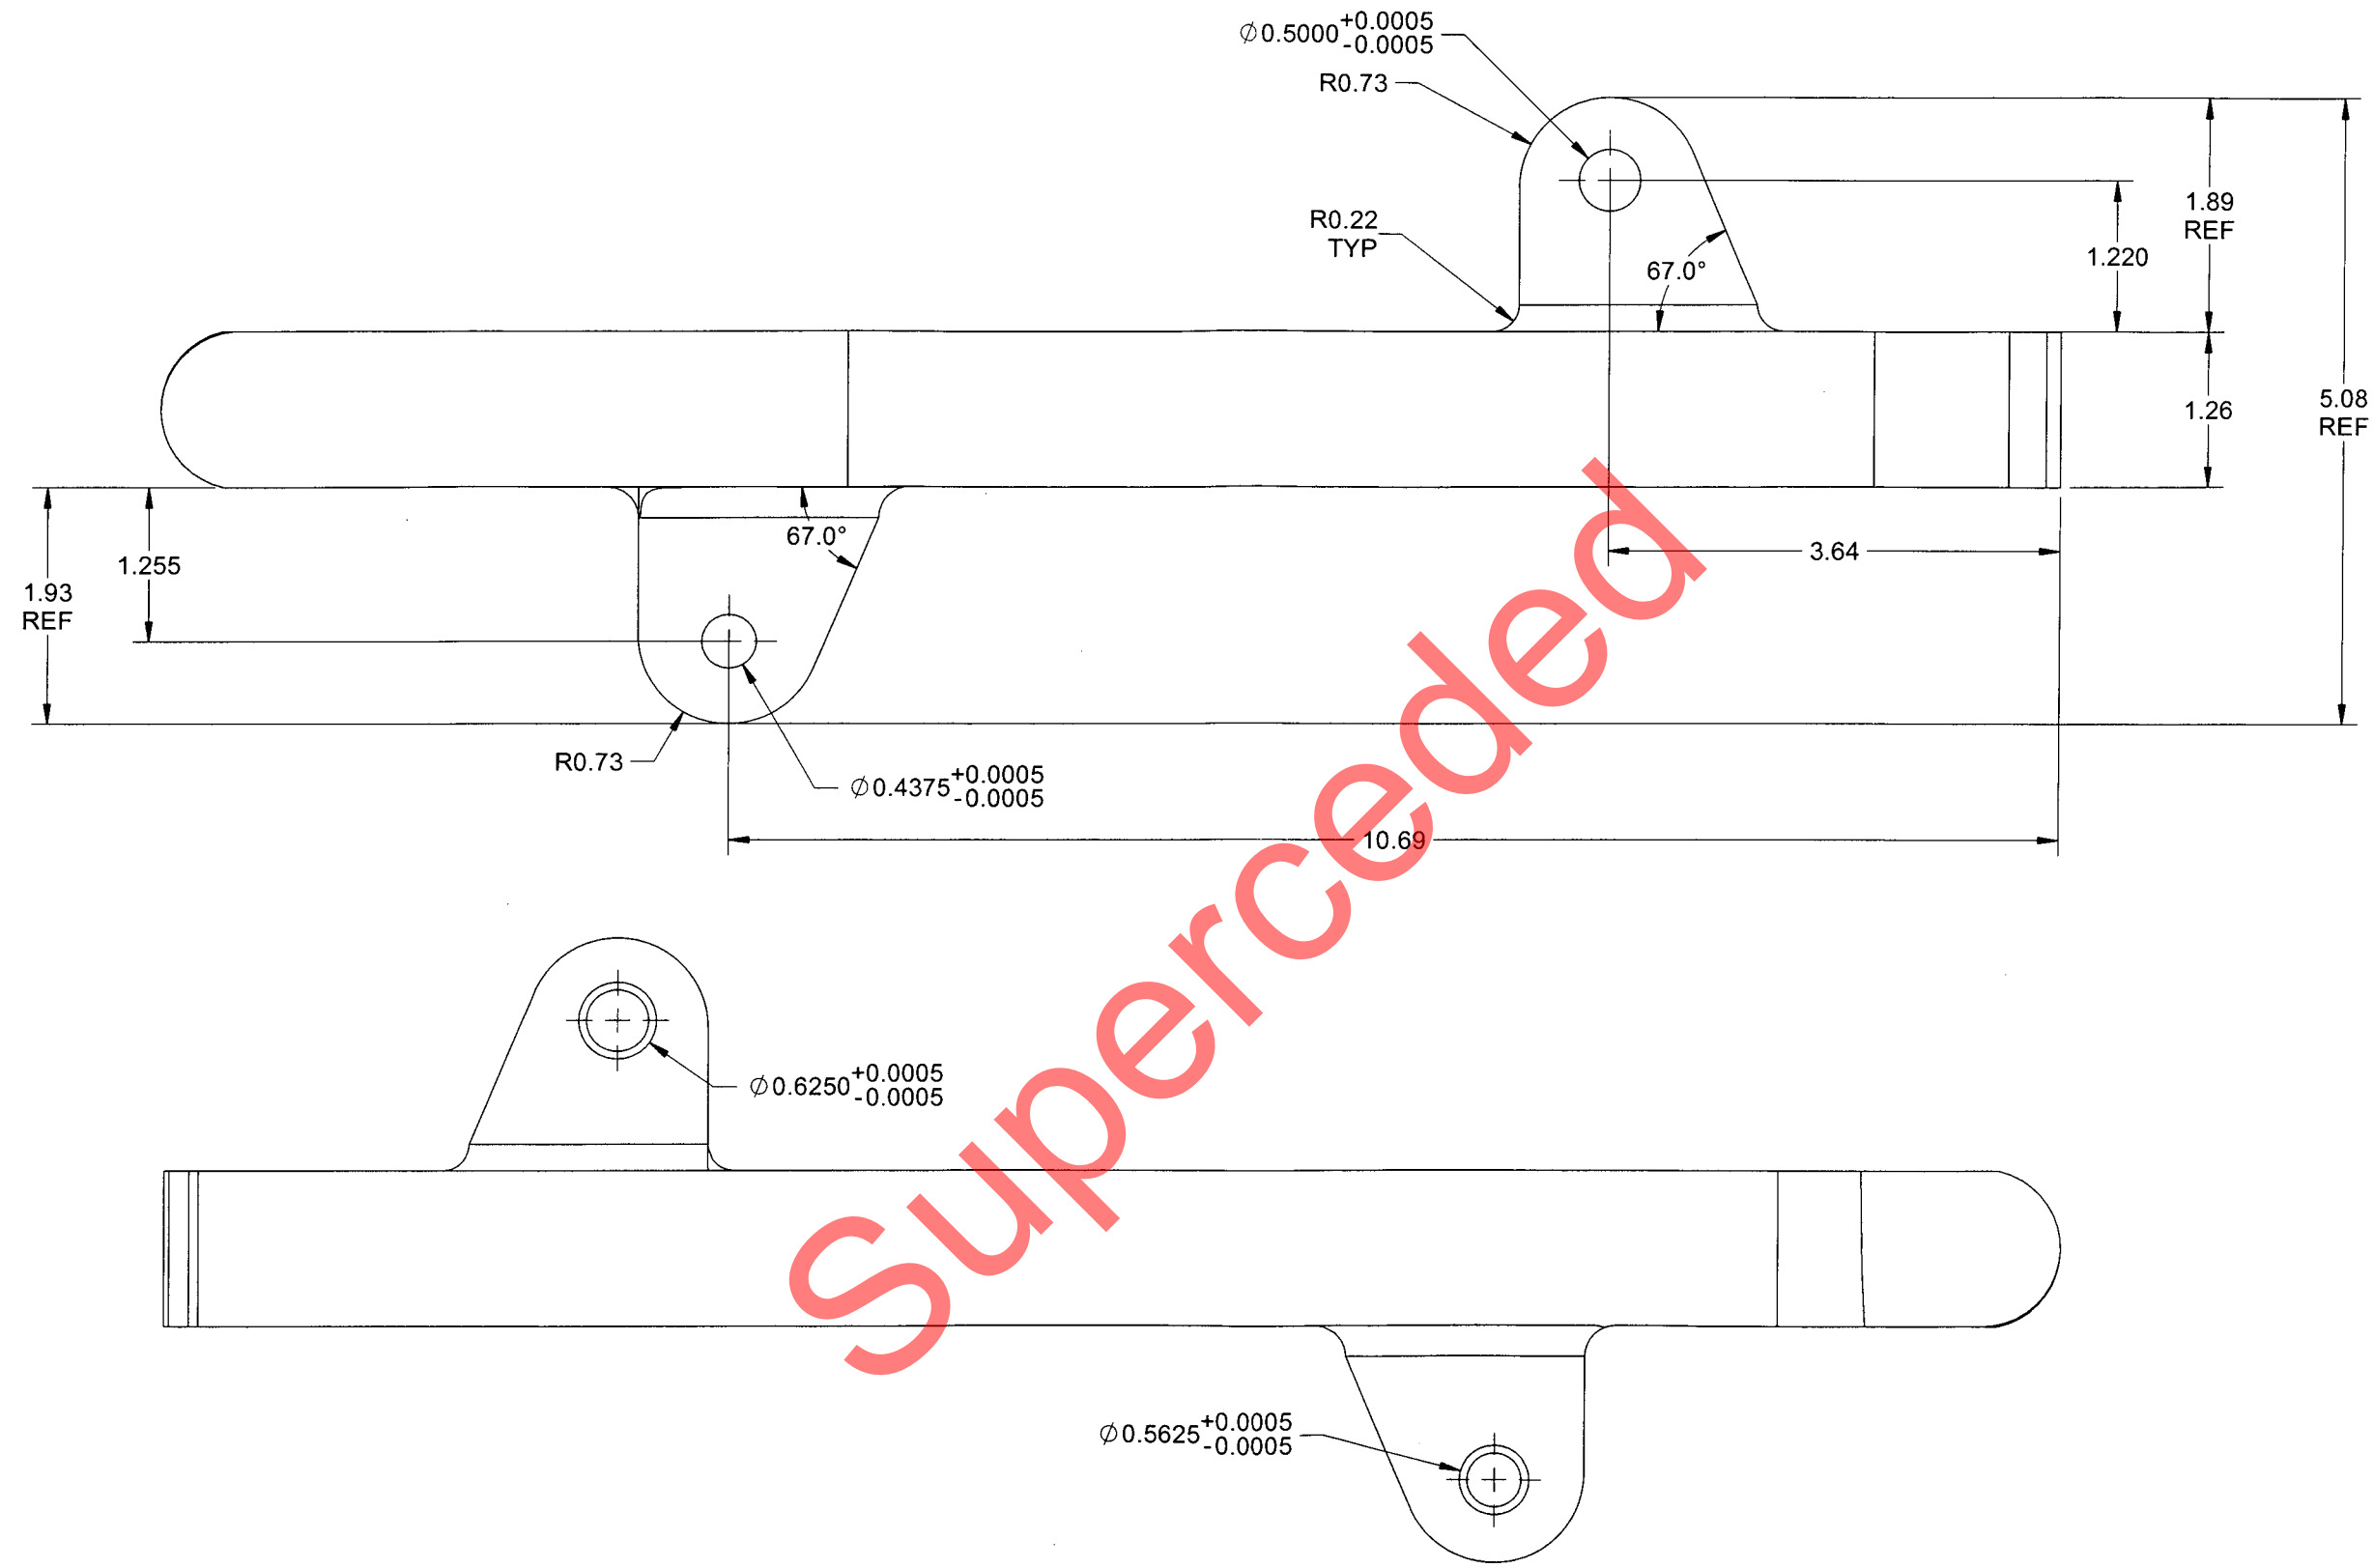 ⌀0.5000 +0.0005
-0.0005
R0.73
R0.22
TYP
67.0°
1.89
REF
1.220
1.26
5.08
REF
67.0°
1.255
1.93
REF
3.64
R0.73
⌀0.4375 +0.0005
-0.0005
10.69
Superceded
⌀0.6250 +0.0005
-0.0005
⌀0.5625 +0.0005
-0.0005